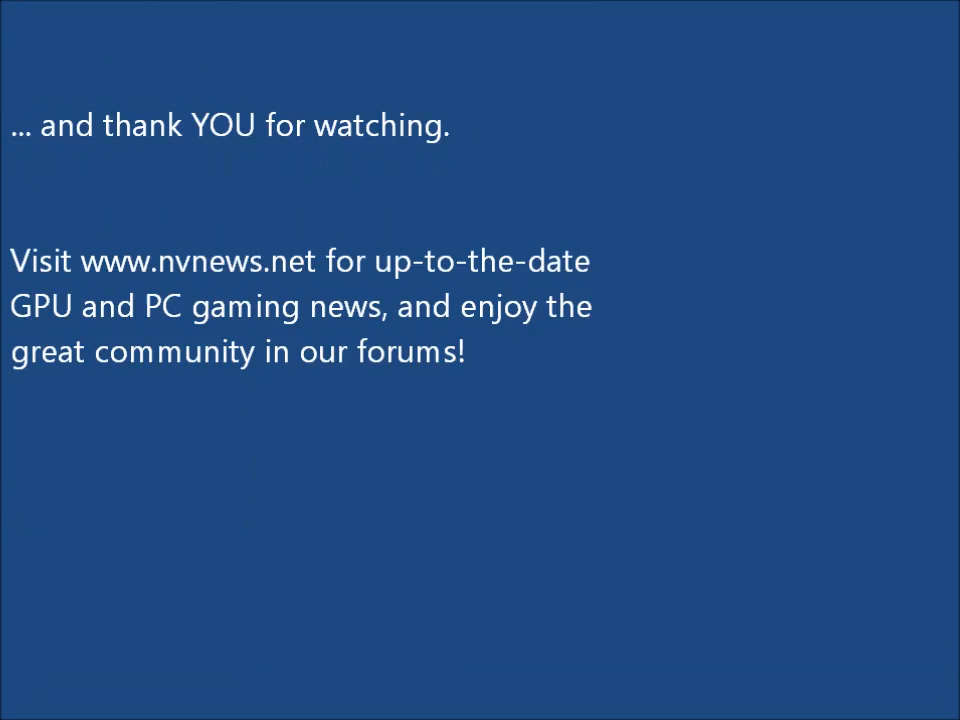 ... and thank YOU for watching.
Visit www.nvnews.net for up-to-the-date
GPU and PC gaming news, and enjoy the
great community in our forums!